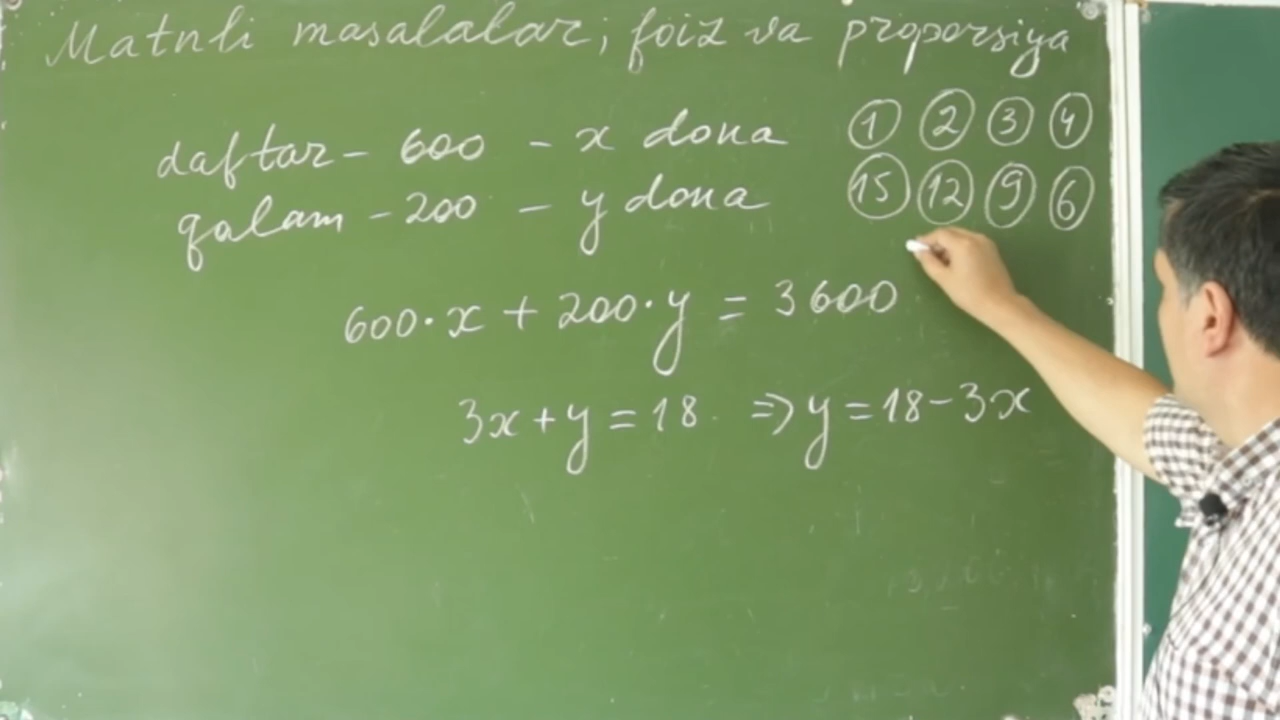 Matnli masalalar, foiz va proporsiya
daftar - 600 - x dona ① ② ③ ④
qalam - 200 - y dona ⑮ ⑫ ⑨ ⑥
600·x + 200·y = 3600
3x + y = 18 ⇒ y = 18 - 3x